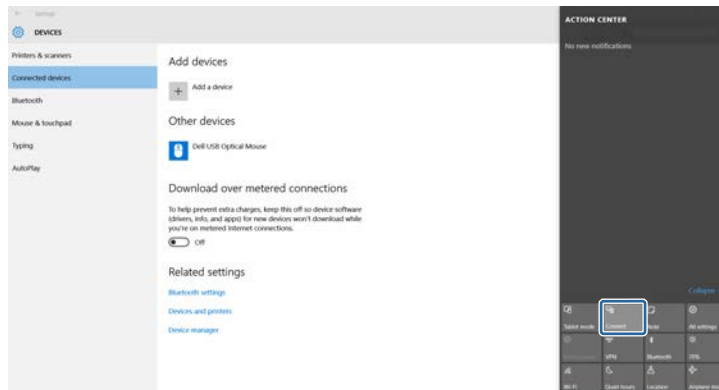 Settings
DEVICES
Printers & scanners
Connected devices
Bluetooth
Mouse & touchpad
Typing
AutoPlay
Add devices
Add a device
Other devices
Dell USB Optical Mouse
Download over metered connections
To help prevent extra charges, keep this off so device software
(drivers, info, and apps) for new devices won't download while
you're on metered Internet connections.
Off
Related settings
Bluetooth settings
Devices and printers
Device manager
ACTION CENTER
No new notifications
Collapse
Tablet mode
Connect
Note
All settings
VPN
Bluetooth
70%
Wi-Fi
Quiet hours
Location
Airplane mo